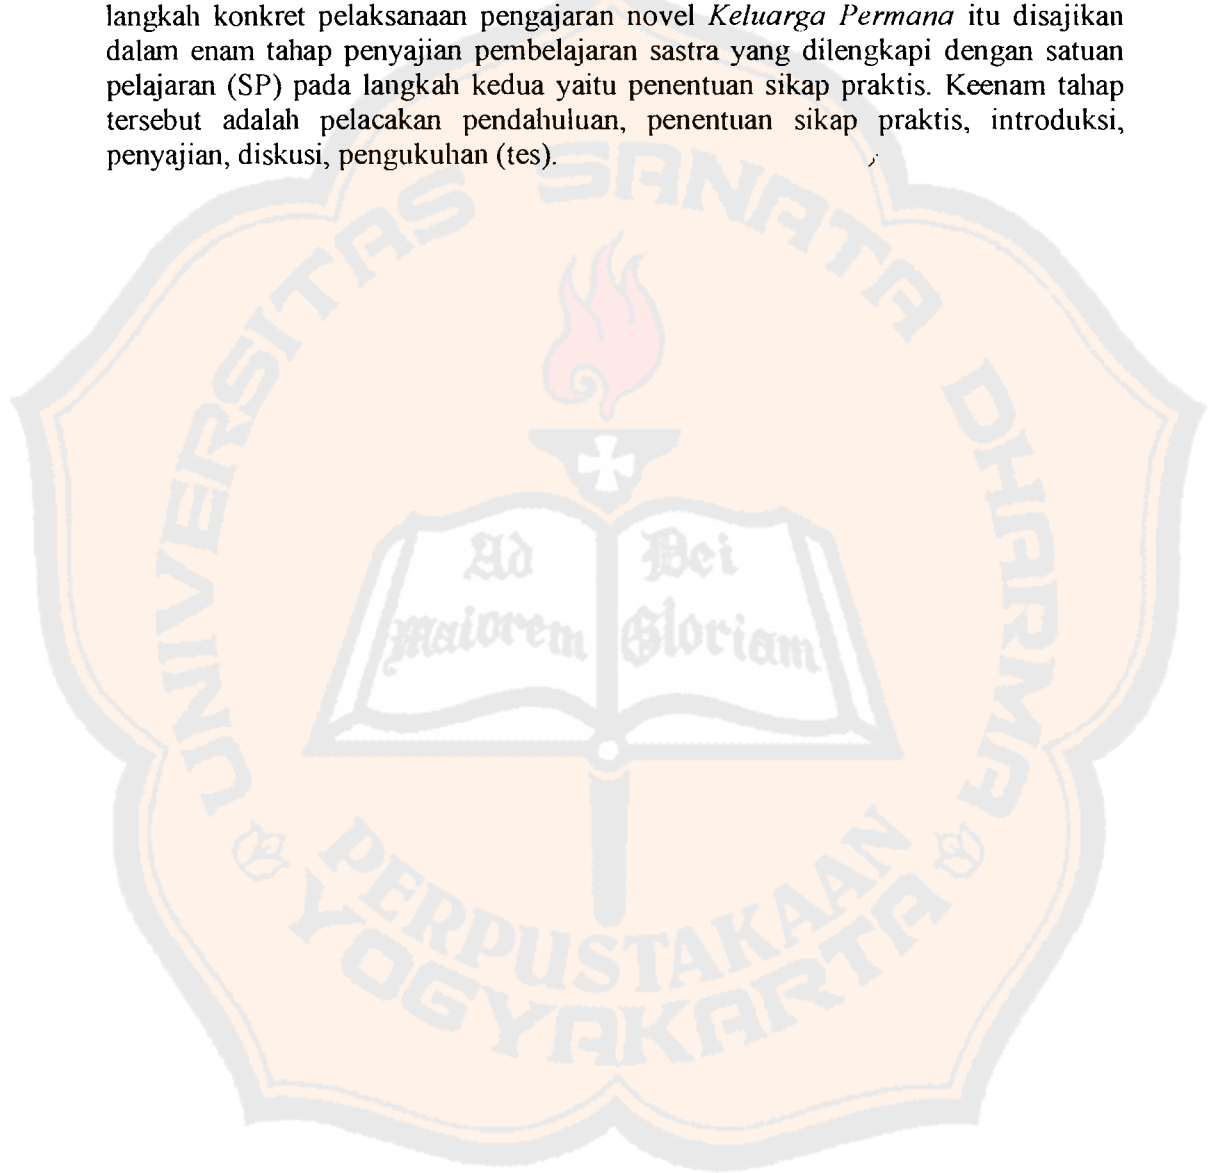 langkah konkret pelaksanaan pengajaran novel Keluarga Permana itu disajikan
dalam enam tahap penyajian pembelajaran sastra yang dilengkapi dengan satuan
pelajaran (SP) pada langkah kedua yaitu penentuan sikap praktis. Keenam tahap
tersebut adalah pelacakan pendahuluan, penentuan sikap praktis, introduksi,
penyajian, diskusi, pengukuhan (tes).
UNIVERSITAS SANATA DHARMA
Ad Dei
maiorem Gloriam
PERPUSTAKAAN
YOGYAKARTA